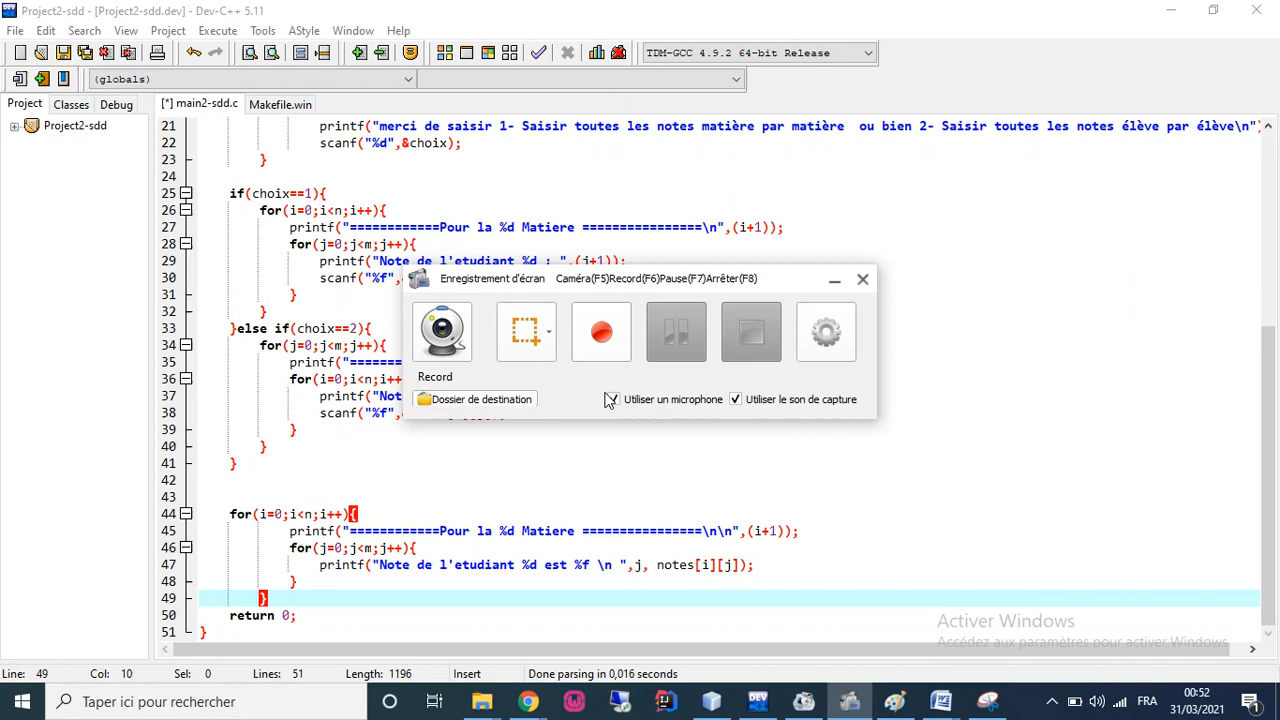 Project2-sdd - [Project2-sdd.dev] - Dev-C++ 5.11
File Edit Search View Project Execute Tools AStyle Window Help
TDM-GCC 4.9.2 64-bit Release
(globals)
Project Classes Debug [*] main2-sdd.c Makefile.win
Project2-sdd
21 printf("merci de saisir 1- Saisir toutes les notes matière par matière  ou bien 2- Saisir toutes les notes élève par élève\n")
22 scanf("%d",&choix);
23 }
24
25 if(choix==1){
26 for(i=0;i<n;i++){
27 printf("============Pour la %d Matiere ================\n",(i+1));
28 for(j=0;j<m;j++){
29 printf("Note de l'etudiant %d : ",(j+1));
30 scanf("%f",
31 }
32 }
33 }else if(choix==2){
34 for(j=0;j<m;j++){
35 printf("====
36 for(i=0;i<n;i++
37 printf("Not
38 scanf("%f",
39 }
40 }
41 }
42
43
44 for(i=0;i<n;i++){
45 printf("============Pour la %d Matiere ================\n\n",(i+1));
46 for(j=0;j<m;j++){
47 printf("Note de l'etudiant %d est %f \n ",j, notes[i][j]);
48 }
49 }
50 return 0;
51 }
Enregistrement d'écran Caméra(F5)Record(F6)Pause(F7)Arrêter(F8)
Record
Dossier de destination Utiliser un microphone Utiliser le son de capture
Activer Windows
Accédez aux paramètres pour activer Windows.
Line: 49 Col: 10 Sel: 0 Lines: 51 Length: 1196 Insert Done parsing in 0,016 seconds
Taper ici pour rechercher
FRA
00:52
31/03/2021
1